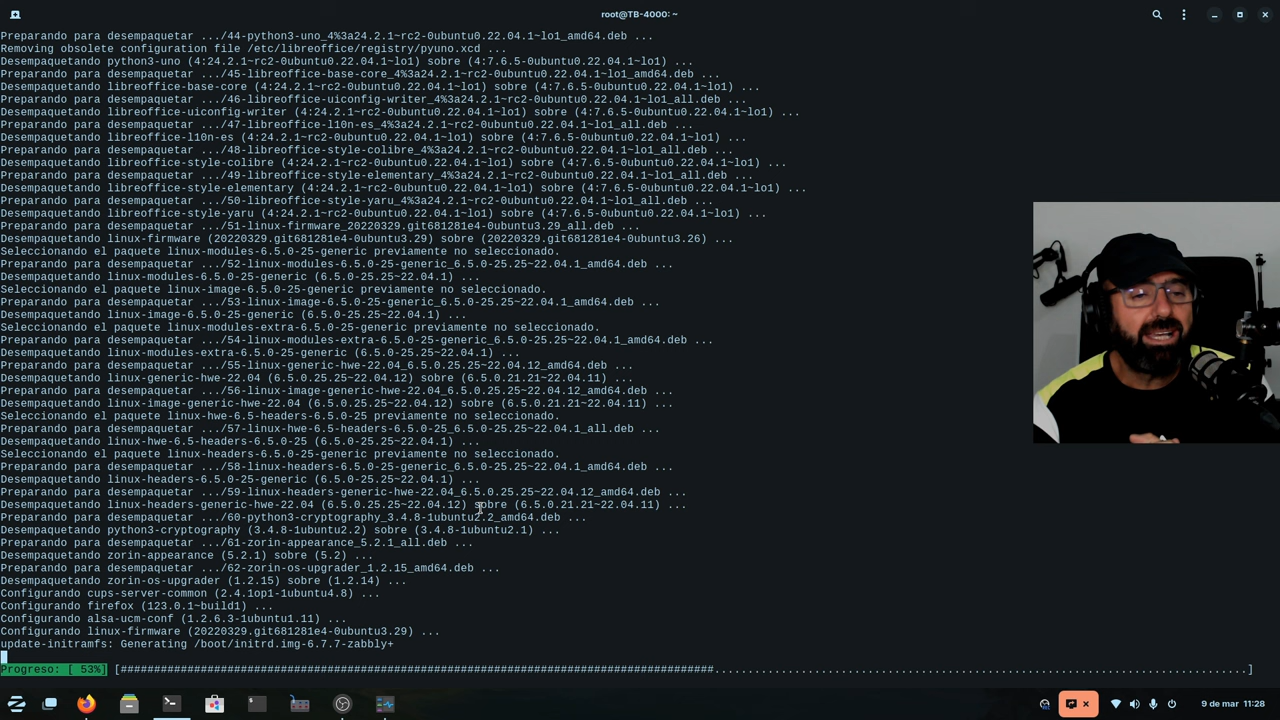 root@TB-4000: ~
Preparando para desempaquetar .../44-python3-uno_4%3a24.2.1~rc2-0ubuntu0.22.04.1~lo1_amd64.deb ...
Removing obsolete configuration file /etc/libreoffice/registry/pyuno.xcd ...
Desempaquetando python3-uno (4:24.2.1~rc2-0ubuntu0.22.04.1~lo1) sobre (4:7.6.5-0ubuntu0.22.04.1~lo1) ...
Preparando para desempaquetar .../45-libreoffice-base-core_4%3a24.2.1~rc2-0ubuntu0.22.04.1~lo1_amd64.deb ...
Desempaquetando libreoffice-base-core (4:24.2.1~rc2-0ubuntu0.22.04.1~lo1) sobre (4:7.6.5-0ubuntu0.22.04.1~lo1) ...
Preparando para desempaquetar .../46-libreoffice-uiconfig-writer_4%3a24.2.1~rc2-0ubuntu0.22.04.1~lo1_all.deb ...
Desempaquetando libreoffice-uiconfig-writer (4:24.2.1~rc2-0ubuntu0.22.04.1~lo1) sobre (4:7.6.5-0ubuntu0.22.04.1~lo1) ...
Preparando para desempaquetar .../47-libreoffice-l10n-es_4%3a24.2.1~rc2-0ubuntu0.22.04.1~lo1_all.deb ...
Desempaquetando libreoffice-l10n-es (4:24.2.1~rc2-0ubuntu0.22.04.1~lo1) sobre (4:7.6.5-0ubuntu0.22.04.1~lo1) ...
Preparando para desempaquetar .../48-libreoffice-style-colibre_4%3a24.2.1~rc2-0ubuntu0.22.04.1~lo1_all.deb ...
Desempaquetando libreoffice-style-colibre (4:24.2.1~rc2-0ubuntu0.22.04.1~lo1) sobre (4:7.6.5-0ubuntu0.22.04.1~lo1) ...
Preparando para desempaquetar .../49-libreoffice-style-elementary_4%3a24.2.1~rc2-0ubuntu0.22.04.1~lo1_all.deb ...
Desempaquetando libreoffice-style-elementary (4:24.2.1~rc2-0ubuntu0.22.04.1~lo1) sobre (4:7.6.5-0ubuntu0.22.04.1~lo1) ...
Preparando para desempaquetar .../50-libreoffice-style-yaru_4%3a24.2.1~rc2-0ubuntu0.22.04.1~lo1_all.deb ...
Desempaquetando libreoffice-style-yaru (4:24.2.1~rc2-0ubuntu0.22.04.1~lo1) sobre (4:7.6.5-0ubuntu0.22.04.1~lo1) ...
Preparando para desempaquetar .../51-linux-firmware_20220329.git681281e4-0ubuntu3.29_all.deb ...
Desempaquetando linux-firmware (20220329.git681281e4-0ubuntu3.29) sobre (20220329.git681281e4-0ubuntu3.26) ...
Seleccionando el paquete linux-modules-6.5.0-25-generic previamente no seleccionado.
Preparando para desempaquetar .../52-linux-modules-6.5.0-25-generic_6.5.0-25.25~22.04.1_amd64.deb ...
Desempaquetando linux-modules-6.5.0-25-generic (6.5.0-25.25~22.04.1) ...
Seleccionando el paquete linux-image-6.5.0-25-generic previamente no seleccionado.
Preparando para desempaquetar .../53-linux-image-6.5.0-25-generic_6.5.0-25.25~22.04.1_amd64.deb ...
Desempaquetando linux-image-6.5.0-25-generic (6.5.0-25.25~22.04.1) ...
Seleccionando el paquete linux-modules-extra-6.5.0-25-generic previamente no seleccionado.
Preparando para desempaquetar .../54-linux-modules-extra-6.5.0-25-generic_6.5.0-25.25~22.04.1_amd64.deb ...
Desempaquetando linux-modules-extra-6.5.0-25-generic (6.5.0-25.25~22.04.1) ...
Preparando para desempaquetar .../55-linux-generic-hwe-22.04_6.5.0.25.25~22.04.12_amd64.deb ...
Desempaquetando linux-generic-hwe-22.04 (6.5.0.25.25~22.04.12) sobre (6.5.0.21.21~22.04.11) ...
Preparando para desempaquetar .../56-linux-image-generic-hwe-22.04_6.5.0.25.25~22.04.12_amd64.deb ...
Desempaquetando linux-image-generic-hwe-22.04 (6.5.0.25.25~22.04.12) sobre (6.5.0.21.21~22.04.11) ...
Seleccionando el paquete linux-hwe-6.5-headers-6.5.0-25 previamente no seleccionado.
Preparando para desempaquetar .../57-linux-hwe-6.5-headers-6.5.0-25_6.5.0-25.25~22.04.1_all.deb ...
Desempaquetando linux-hwe-6.5-headers-6.5.0-25 (6.5.0-25.25~22.04.1) ...
Seleccionando el paquete linux-headers-6.5.0-25-generic previamente no seleccionado.
Preparando para desempaquetar .../58-linux-headers-6.5.0-25-generic_6.5.0-25.25~22.04.1_amd64.deb ...
Desempaquetando linux-headers-6.5.0-25-generic (6.5.0-25.25~22.04.1) ...
Preparando para desempaquetar .../59-linux-headers-generic-hwe-22.04_6.5.0.25.25~22.04.12_amd64.deb ...
Desempaquetando linux-headers-generic-hwe-22.04 (6.5.0.25.25~22.04.12) sobre (6.5.0.21.21~22.04.11) ...
Preparando para desempaquetar .../60-python3-cryptography_3.4.8-1ubuntu2.2_amd64.deb ...
Desempaquetando python3-cryptography (3.4.8-1ubuntu2.2) sobre (3.4.8-1ubuntu2.1) ...
Preparando para desempaquetar .../61-zorin-appearance_5.2.1_all.deb ...
Desempaquetando zorin-appearance (5.2.1) sobre (5.2) ...
Preparando para desempaquetar .../62-zorin-os-upgrader_1.2.15_amd64.deb ...
Desempaquetando zorin-os-upgrader (1.2.15) sobre (1.2.14) ...
Configurando cups-server-common (2.4.1op1-1ubuntu4.8) ...
Configurando firefox (123.0.1~build1) ...
Configurando alsa-ucm-conf (1.2.6.3-1ubuntu1.11) ...
Configurando linux-firmware (20220329.git681281e4-0ubuntu3.29) ...
update-initramfs: Generating /boot/initrd.img-6.7.7-zabbly+
Progreso: [ 53%] [#########################################################################################................................................................................]
9 de mar 11:28